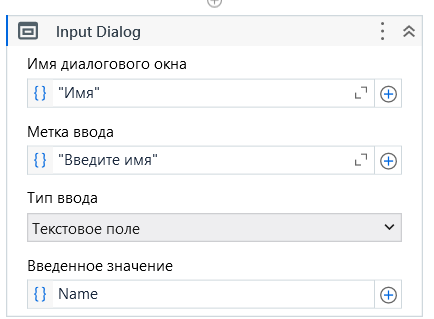 Input Dialog
Имя диалогового окна
{} "Имя"
Метка ввода
{} "Введите имя"
Тип ввода
Текстовое поле
Введенное значение
{} Name